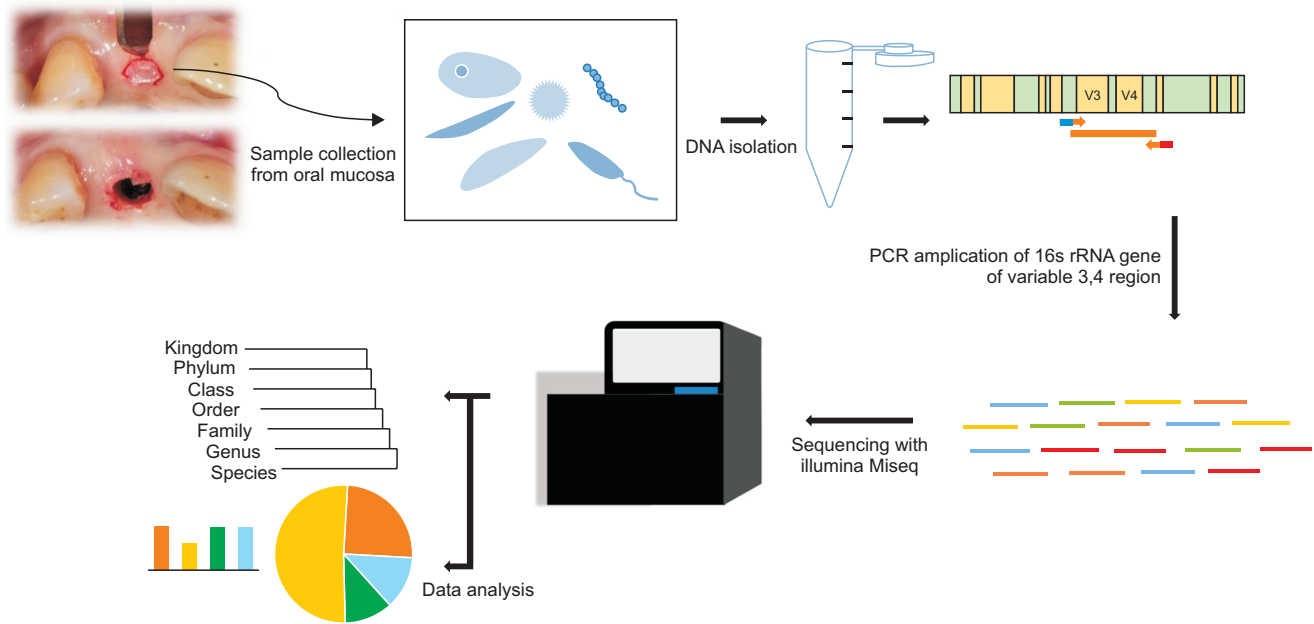 Sample collection
from oral mucosa
DNA isolation
V3 V4
PCR amplication of 16s rRNA gene
of variable 3,4 region
Sequencing with
illumina Miseq
Kingdom
Phylum
Class
Order
Family
Genus
Species
Data analysis